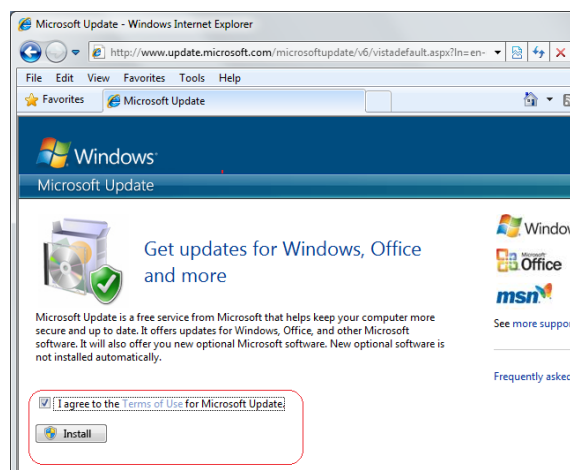 Microsoft Update - Windows Internet Explorer
http://www.update.microsoft.com/microsoftupdate/v6/vistadefault.aspx?ln=en-
File Edit View Favorites Tools Help
Favorites Microsoft Update
Windows
Microsoft Update
Get updates for Windows, Office
and more
Microsoft Update is a free service from Microsoft that helps keep your computer more
secure and up to date. It offers updates for Windows, Office, and other Microsoft
software. It will also offer you new optional Microsoft software. New optional software is
not installed automatically.
I agree to the Terms of Use for Microsoft Update.
Install
Windov
Microsoft
Office
msn
See more suppo
Frequently asked